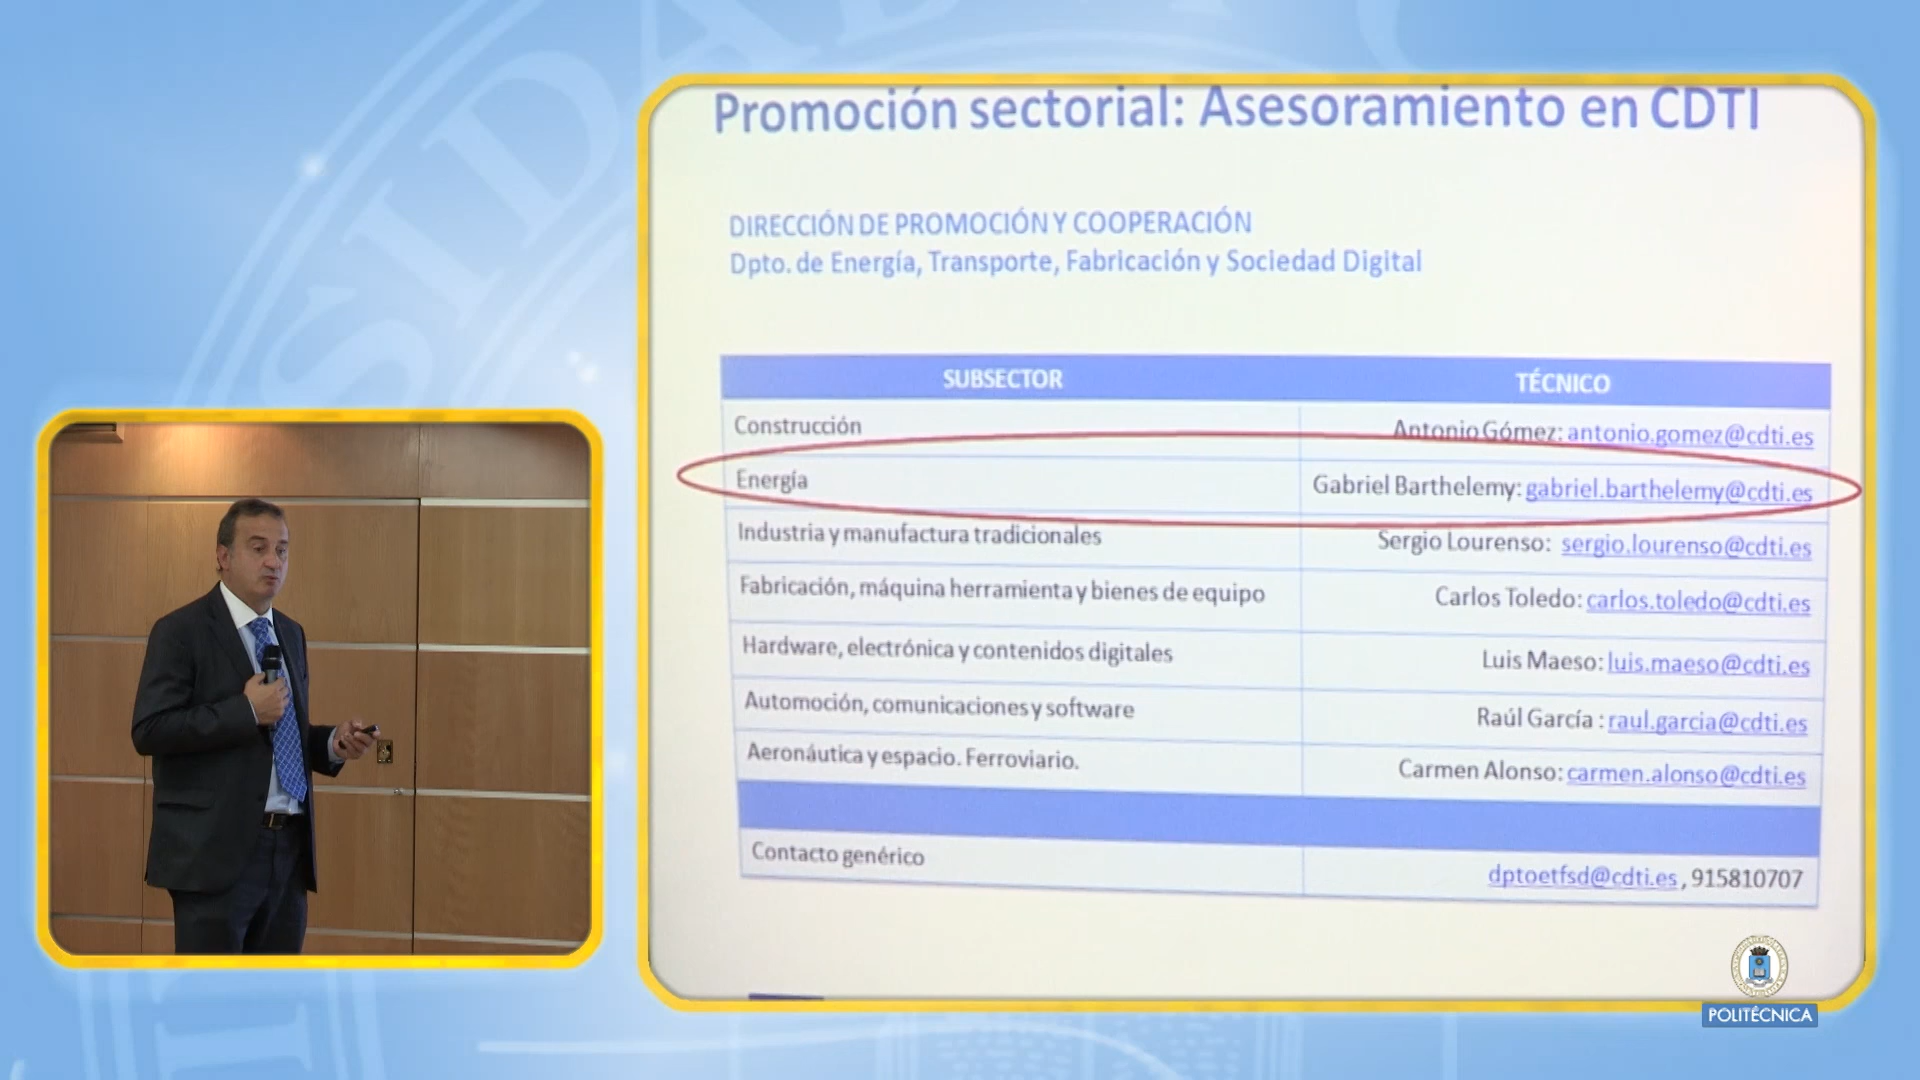 Promoción sectorial: Asesoramiento en CDTI
DIRECCIÓN DE PROMOCIÓN Y COOPERACIÓN
Dpto. de Energía, Transporte, Fabricación y Sociedad Digital
SUBSECTOR TÉCNICO
Construcción Antonio Gómez: antonio.gomez@cdti.es
Energía Gabriel Barthelemy: gabriel.barthelemy@cdti.es
Industria y manufactura tradicionales Sergio Lourenso: sergio.lourenso@cdti.es
Fabricación, máquina herramienta y bienes de equipo Carlos Toledo: carlos.toledo@cdti.es
Hardware, electrónica y contenidos digitales Luis Maeso: luis.maeso@cdti.es
Automoción, comunicaciones y software Raúl García : raul.garcia@cdti.es
Aeronáutica y espacio. Ferroviario. Carmen Alonso: carmen.alonso@cdti.es
Contacto genérico dptoetfsd@cdti.es, 915810707
POLITÉCNICA